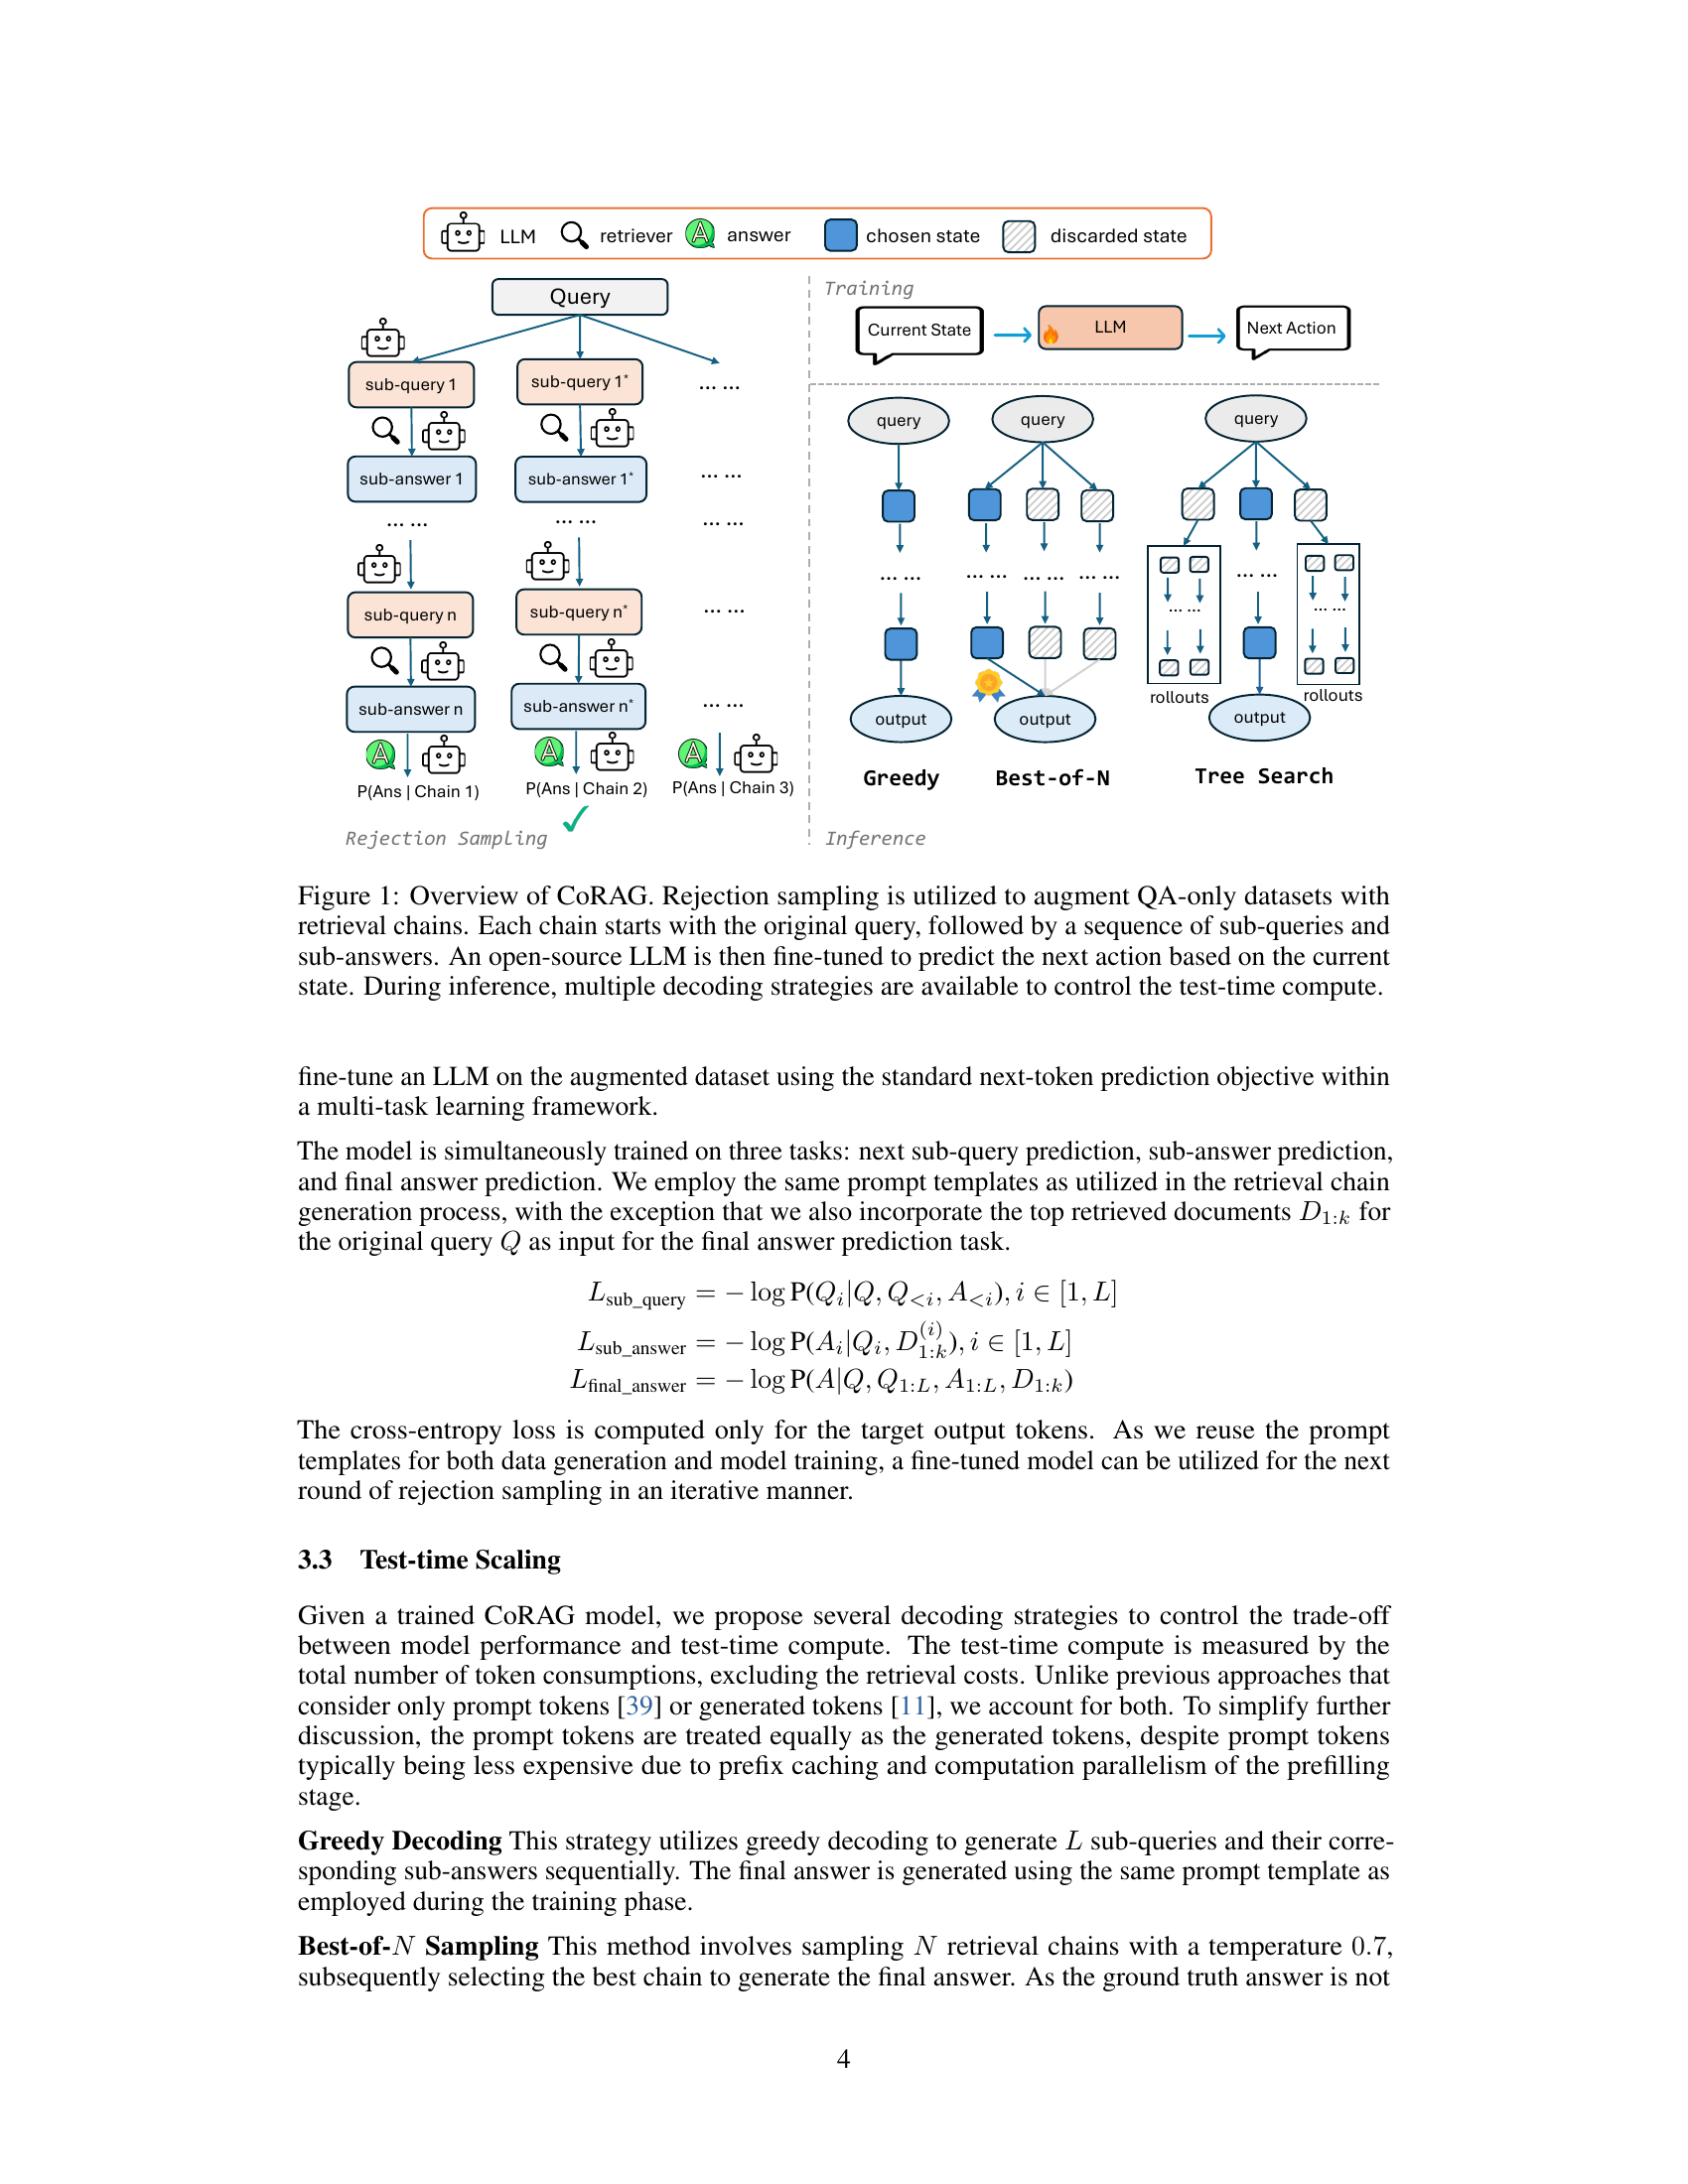 LLM retriever answer chosen state discarded state
Query
sub-query 1 sub-query 1* ... ...
sub-answer 1 sub-answer 1* ... ...
... ... ... ... ... ...
sub-query n sub-query n* ... ...
sub-answer n sub-answer n* ... ...
A A A
P(Ans | Chain 1) P(Ans | Chain 2) P(Ans | Chain 3)
Rejection Sampling
Training
Current State LLM Next Action
query query query
... ... ... ... ... ... ... ... ... ... ... ... ... ...
rollouts rollouts
output output output
Greedy Best-of-N Tree Search
Inference
Figure 1: Overview of CoRAG. Rejection sampling is utilized to augment QA-only datasets with
retrieval chains. Each chain starts with the original query, followed by a sequence of sub-queries and
sub-answers. An open-source LLM is then fine-tuned to predict the next action based on the current
state. During inference, multiple decoding strategies are available to control the test-time compute.
fine-tune an LLM on the augmented dataset using the standard next-token prediction objective within
a multi-task learning framework.
The model is simultaneously trained on three tasks: next sub-query prediction, sub-answer prediction,
and final answer prediction. We employ the same prompt templates as utilized in the retrieval chain
generation process, with the exception that we also incorporate the top retrieved documents D_{1:k} for
the original query Q as input for the final answer prediction task.
L_{sub_query} = − log P(Q_i|Q, Q_{<i}, A_{<i}), i ∈ [1, L]
L_{sub_answer} = − log P(A_i|Q_i, D_{1:k}^{(i)}), i ∈ [1, L]
L_{final_answer} = − log P(A|Q, Q_{1:L}, A_{1:L}, D_{1:k})
The cross-entropy loss is computed only for the target output tokens. As we reuse the prompt
templates for both data generation and model training, a fine-tuned model can be utilized for the next
round of rejection sampling in an iterative manner.
3.3 Test-time Scaling
Given a trained CoRAG model, we propose several decoding strategies to control the trade-off
between model performance and test-time compute. The test-time compute is measured by the
total number of token consumptions, excluding the retrieval costs. Unlike previous approaches that
consider only prompt tokens [39] or generated tokens [11], we account for both. To simplify further
discussion, the prompt tokens are treated equally as the generated tokens, despite prompt tokens
typically being less expensive due to prefix caching and computation parallelism of the prefilling
stage.
Greedy Decoding This strategy utilizes greedy decoding to generate L sub-queries and their corre-
sponding sub-answers sequentially. The final answer is generated using the same prompt template as
employed during the training phase.
Best-of-N Sampling This method involves sampling N retrieval chains with a temperature 0.7,
subsequently selecting the best chain to generate the final answer. As the ground truth answer is not
4